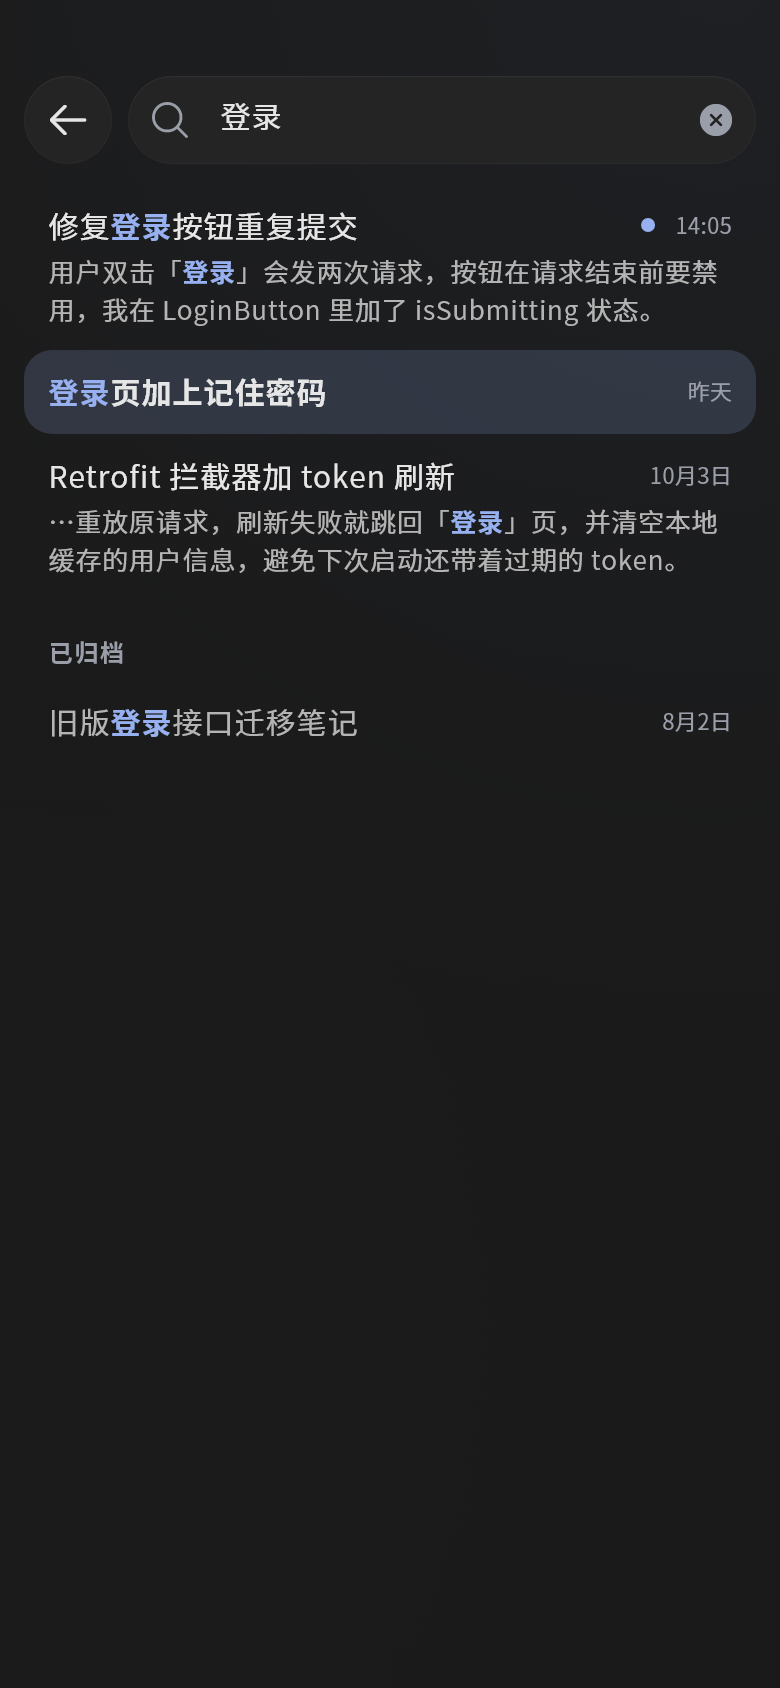 登录
修复登录按钮重复提交 14:05
用户双击「登录」会发两次请求，按钮在请求结束前要禁
用，我在 LoginButton 里加了 isSubmitting 状态。
登录页加上记住密码 昨天
Retrofit 拦截器加 token 刷新 10月3日
…重放原请求，刷新失败就跳回「登录」页，并清空本地
缓存的用户信息，避免下次启动还带着过期的 token。
已归档
旧版登录接口迁移笔记 8月2日